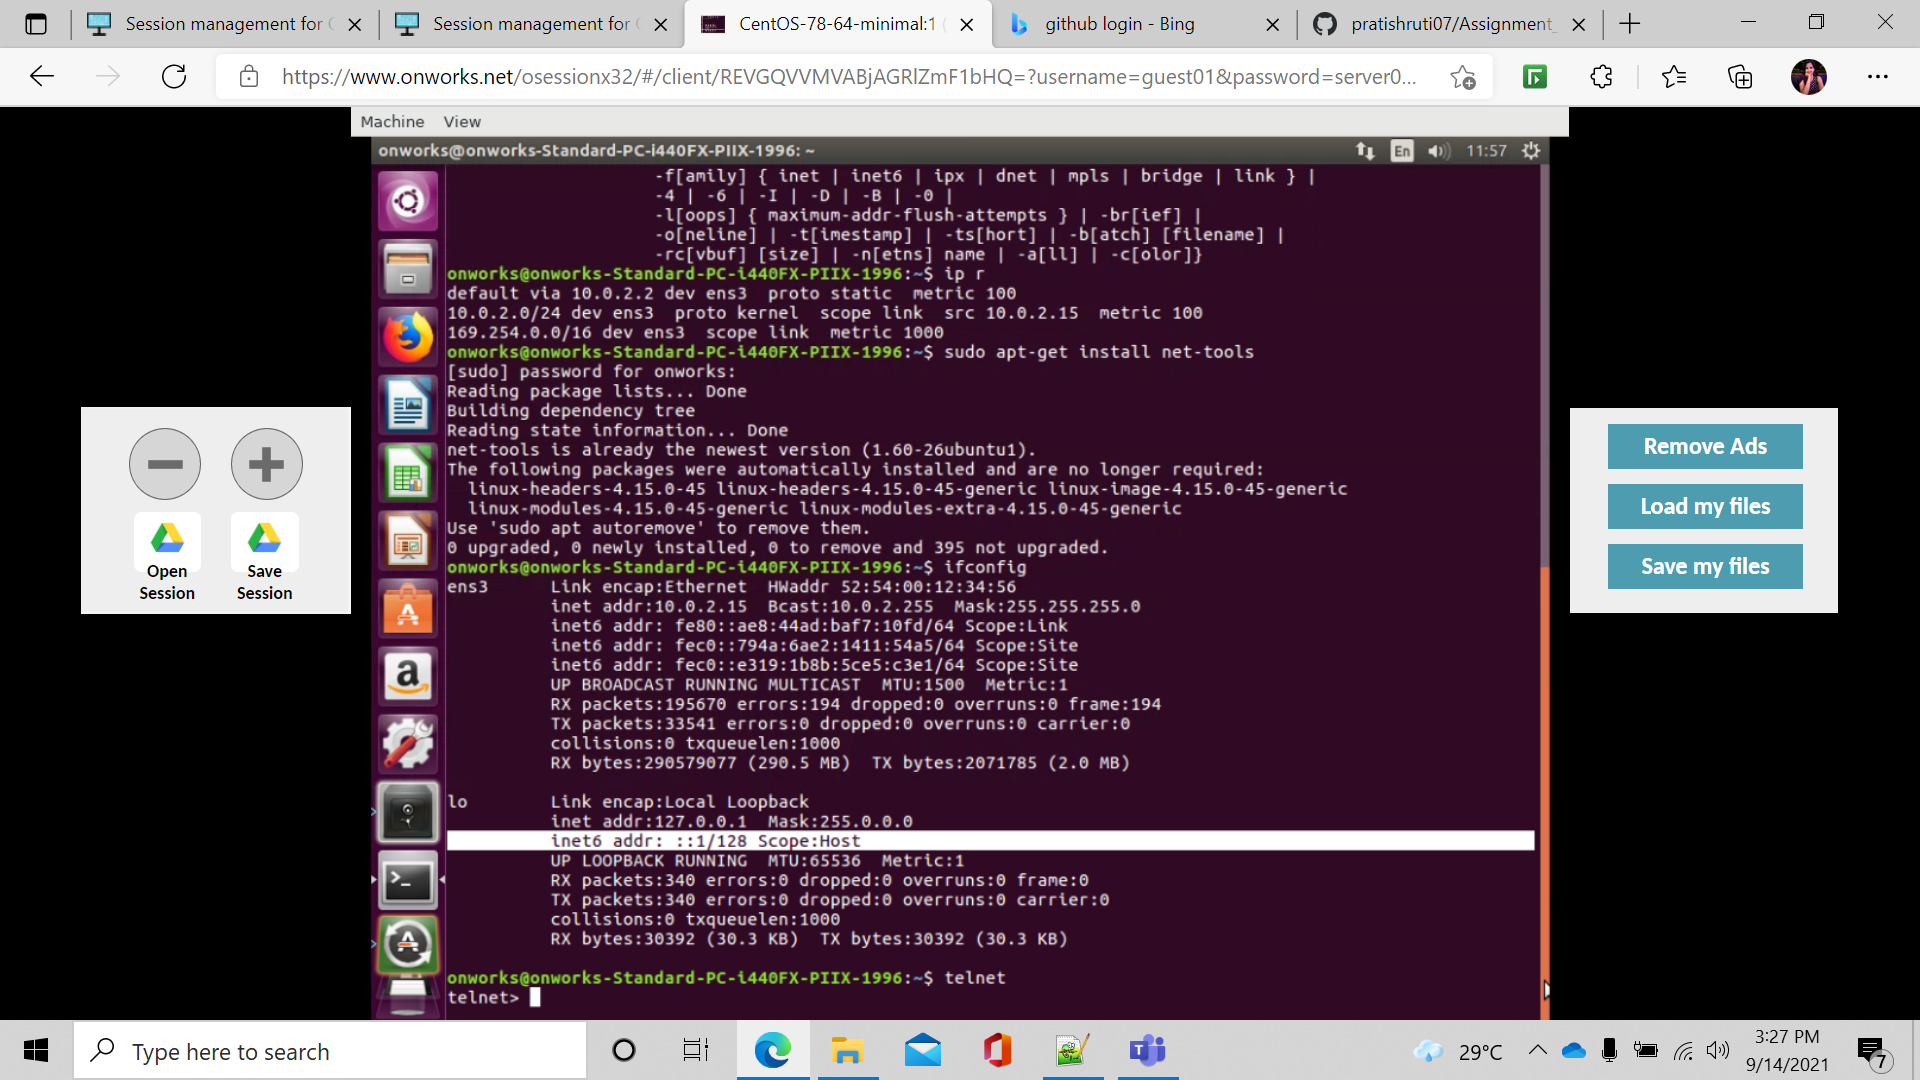 Session management for
Session management for
CentOS-78-64-minimal:1
github login - Bing
pratishruti07/Assignment_
https://www.onworks.net/osessionx32/#/client/REVGQVVMVABjAGRlZmF1bHQ=?username=guest01&password=server0...
Machine View
onworks@onworks-Standard-PC-i440FX-PIIX-1996: ~
En
11:57
-f[amily] { inet | inet6 | ipx | dnet | mpls | bridge | link } |
-4 | -6 | -I | -D | -B | -0 |
-l[oops] { maximum-addr-flush-attempts } | -br[ief] |
-o[neline] | -t[imestamp] | -ts[hort] | -b[atch] [filename] |
-rc[vbuf] [size] | -n[etns] name | -a[ll] | -c[olor]}
onworks@onworks-Standard-PC-i440FX-PIIX-1996:~$ ip r
default via 10.0.2.2 dev ens3  proto static  metric 100
10.0.2.0/24 dev ens3  proto kernel  scope link  src 10.0.2.15  metric 100
169.254.0.0/16 dev ens3  scope link  metric 1000
onworks@onworks-Standard-PC-i440FX-PIIX-1996:~$ sudo apt-get install net-tools
[sudo] password for onworks:
Reading package lists... Done
Building dependency tree
Reading state information... Done
net-tools is already the newest version (1.60-26ubuntu1).
The following packages were automatically installed and are no longer required:
linux-headers-4.15.0-45 linux-headers-4.15.0-45-generic linux-image-4.15.0-45-generic
linux-modules-4.15.0-45-generic linux-modules-extra-4.15.0-45-generic
Use 'sudo apt autoremove' to remove them.
0 upgraded, 0 newly installed, 0 to remove and 395 not upgraded.
onworks@onworks-Standard-PC-i440FX-PIIX-1996:~$ ifconfig
ens3 Link encap:Ethernet  HWaddr 52:54:00:12:34:56
inet addr:10.0.2.15  Bcast:10.0.2.255  Mask:255.255.255.0
inet6 addr: fe80::ae8:44ad:baf7:10fd/64 Scope:Link
inet6 addr: fec0::794a:6ae2:1411:54a5/64 Scope:Site
inet6 addr: fec0::e319:1b8b:5ce5:c3e1/64 Scope:Site
UP BROADCAST RUNNING MULTICAST  MTU:1500  Metric:1
RX packets:195670 errors:194 dropped:0 overruns:0 frame:194
TX packets:33541 errors:0 dropped:0 overruns:0 carrier:0
collisions:0 txqueuelen:1000
RX bytes:290579077 (290.5 MB)  TX bytes:2071785 (2.0 MB)
lo Link encap:Local Loopback
inet addr:127.0.0.1  Mask:255.0.0.0
inet6 addr: ::1/128 Scope:Host
UP LOOPBACK RUNNING  MTU:65536  Metric:1
RX packets:340 errors:0 dropped:0 overruns:0 frame:0
TX packets:340 errors:0 dropped:0 overruns:0 carrier:0
collisions:0 txqueuelen:1000
RX bytes:30392 (30.3 KB)  TX bytes:30392 (30.3 KB)
onworks@onworks-Standard-PC-i440FX-PIIX-1996:~$ telnet
telnet>
Open
Session
Save
Session
Remove Ads
Load my files
Save my files
Type here to search
29°C
3:27 PM
9/14/2021
7